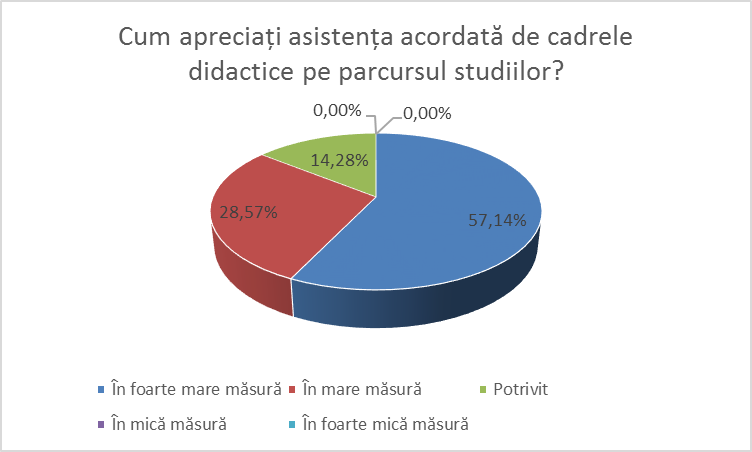 Cum apreciați asistența acordată de cadrele
didactice pe parcursul studiilor?
0,00% 0,00%
14,28%
28,57%
57,14%
În foarte mare măsură În mare măsură Potrivit
În mică măsură În foarte mică măsură